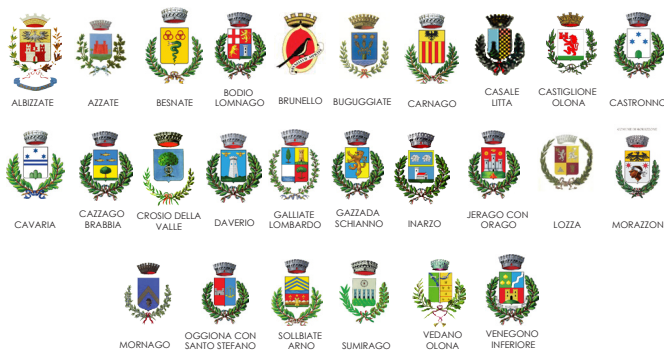 ALBIZZATE
AZZATE
BESNATE
BODIO
LOMNAGO
BRUNELLO
BUGUGGIATE
CARNAGO
CASALE
LITTA
CASTIGLIONE
OLONA
CASTRONNO
CAVARIA
CAZZAGO
BRABBIA
CROSIO DELLA
VALLE
DAVERIO
GALLIATE
LOMBARDO
GAZZADA
SCHIANNO
INARZO
JERAGO CON
ORAGO
LOZZA
MORAZZON
MORNAGO
OGGIONA CON
SANTO STEFANO
SOLLBIATE
ARNO
SUMIRAGO
VEDANO
OLONA
VENEGONO
INFERIORE